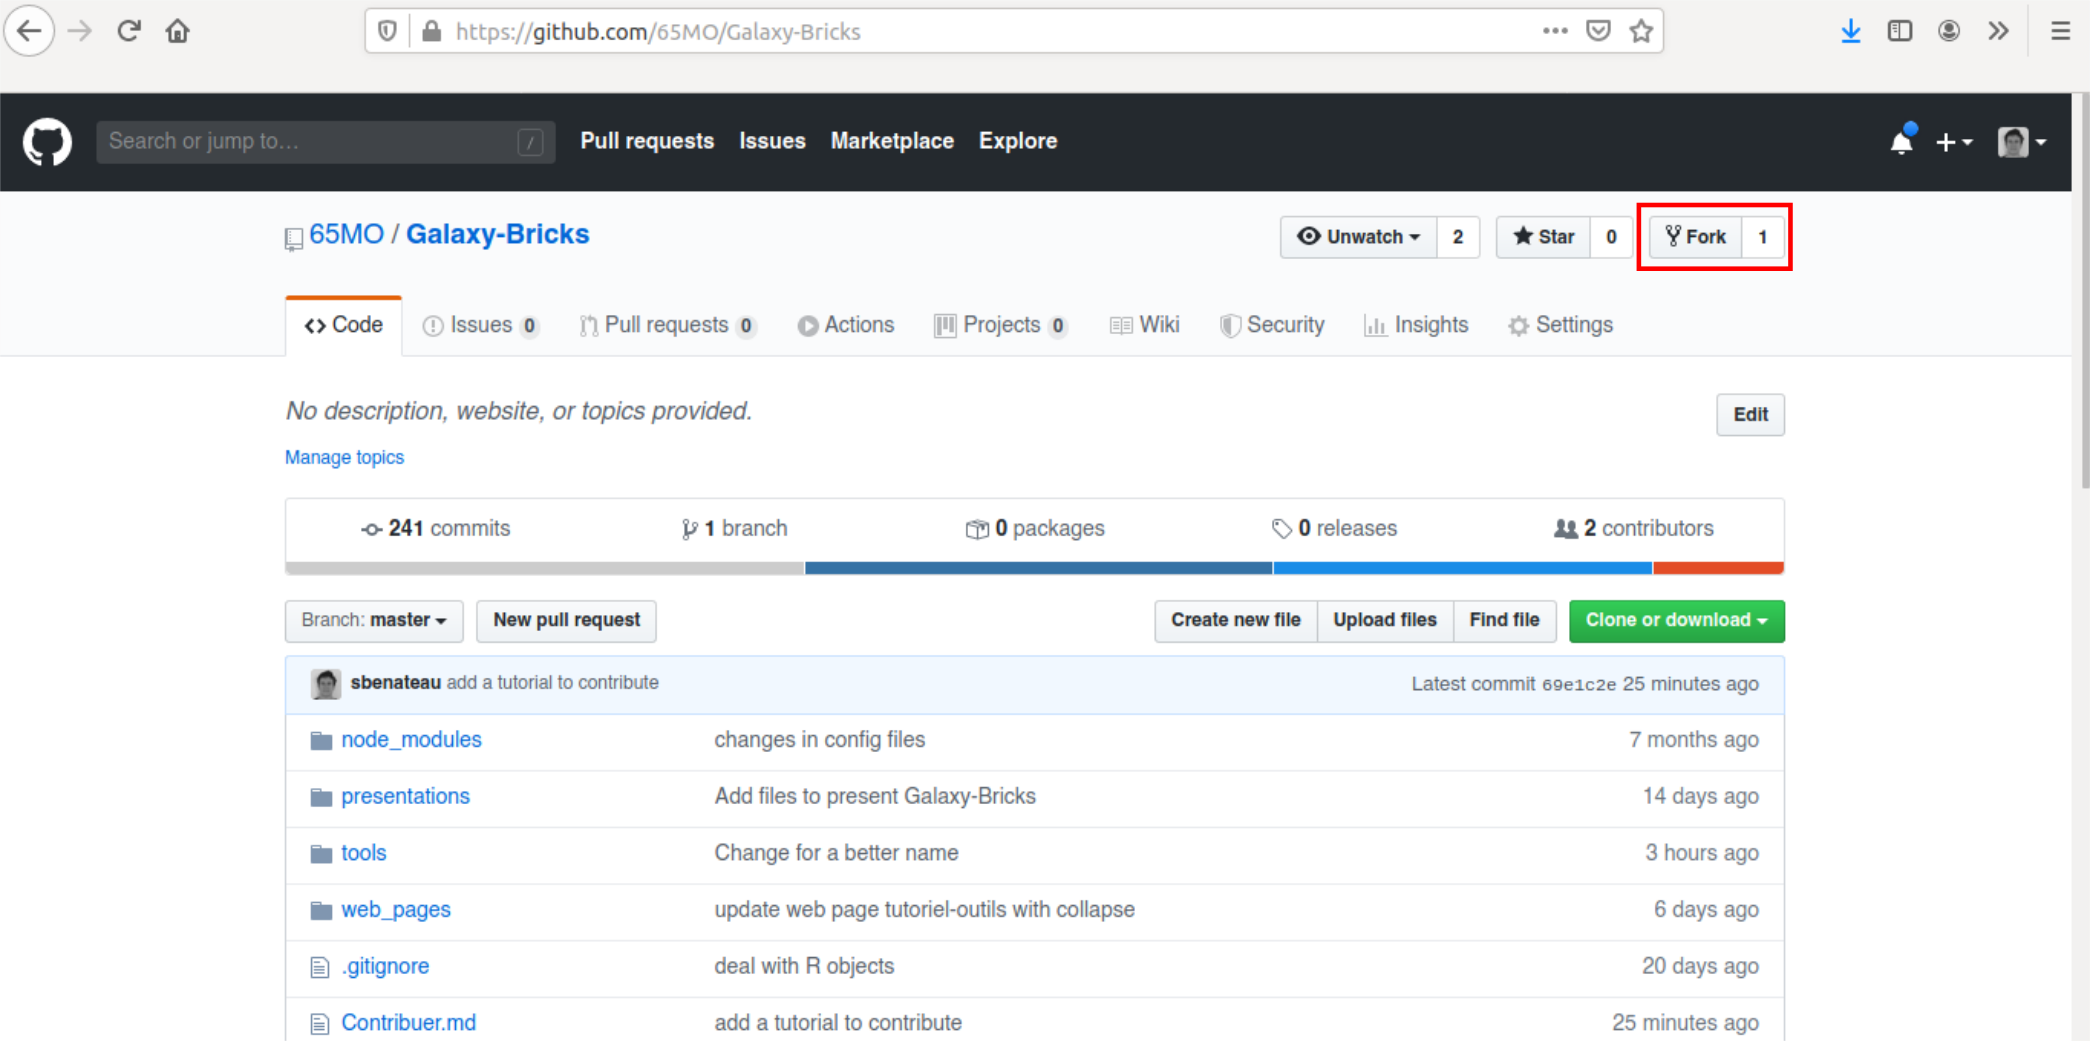 https://github.com/65MO/Galaxy-Bricks
Search or jump to… / Pull requests Issues Marketplace Explore
65MO / Galaxy-Bricks Unwatch 2 Star 0 Fork 1
Code Issues 0 Pull requests 0 Actions Projects 0 Wiki Security Insights Settings
No description, website, or topics provided. Edit
Manage topics
241 commits 1 branch 0 packages 0 releases 2 contributors
Branch: master New pull request Create new file Upload files Find file Clone or download
sbenateau add a tutorial to contribute Latest commit 69e1c2e 25 minutes ago
node_modules changes in config files 7 months ago
presentations Add files to present Galaxy-Bricks 14 days ago
tools Change for a better name 3 hours ago
web_pages update web page tutoriel-outils with collapse 6 days ago
.gitignore deal with R objects 20 days ago
Contribuer.md add a tutorial to contribute 25 minutes ago